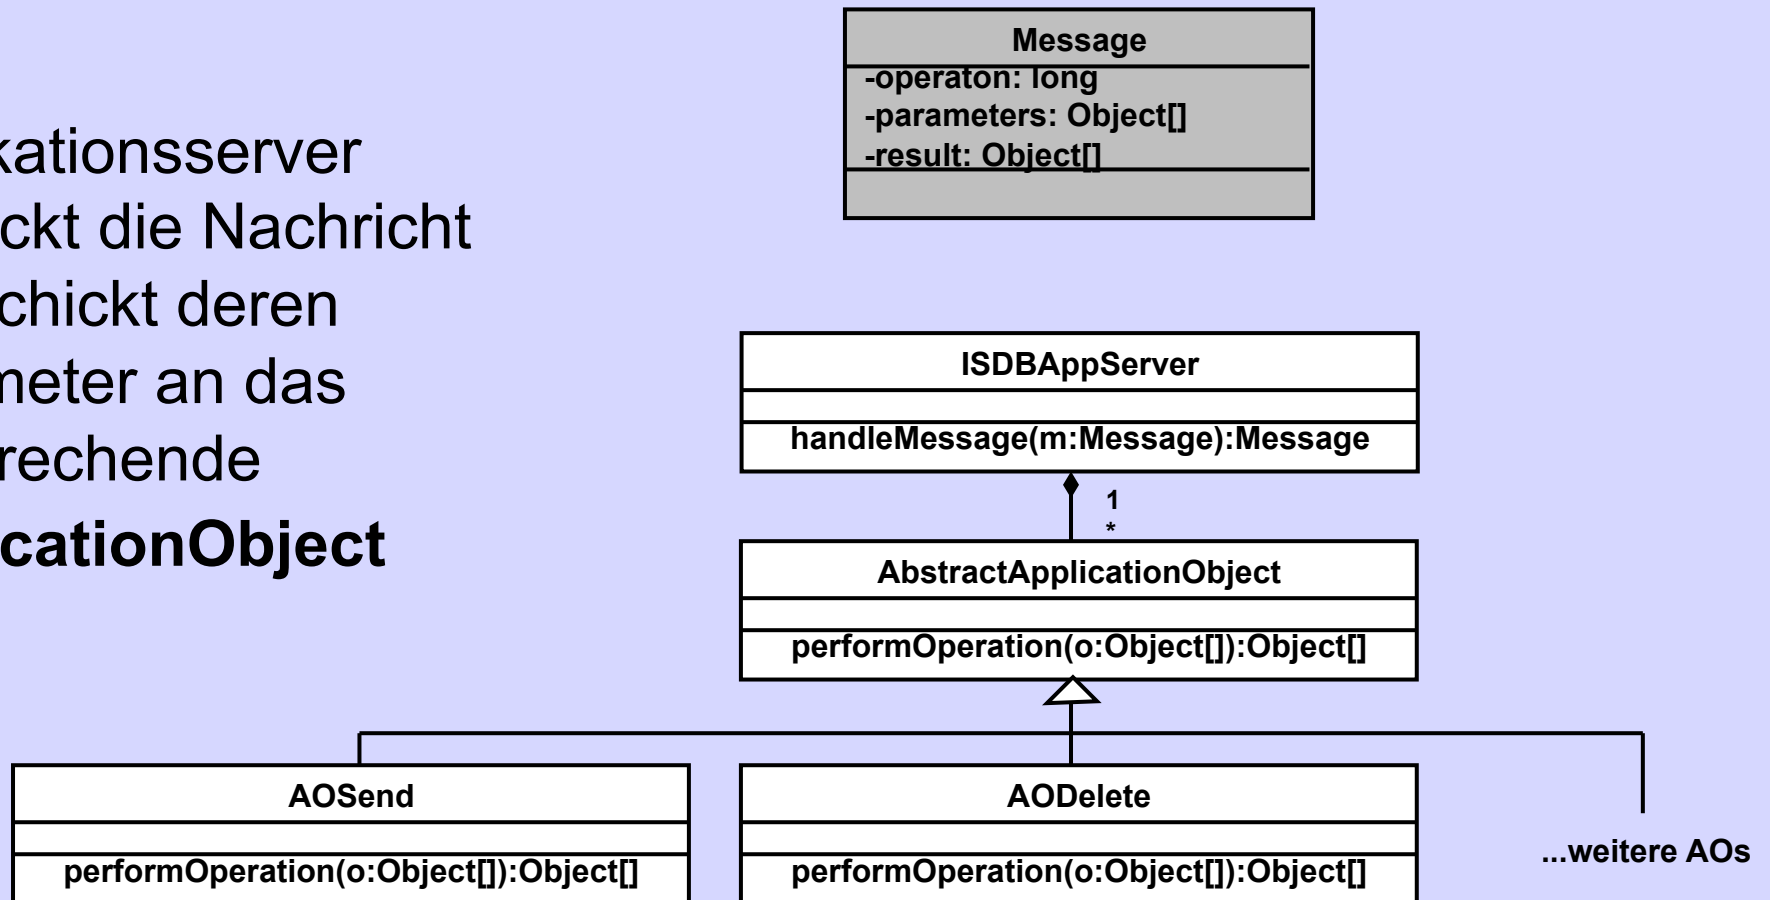 kationsserver
ckt die Nachricht
chickt deren
meter an das
rechende
cationObject
Message
-operaton: long
-parameters: Object[]
-result: Object[]
ISDBAppServer
handleMessage(m:Message):Message
1
*
AbstractApplicationObject
performOperation(o:Object[]):Object[]
AOSend
performOperation(o:Object[]):Object[]
AODelete
performOperation(o:Object[]):Object[]
...weitere AOs